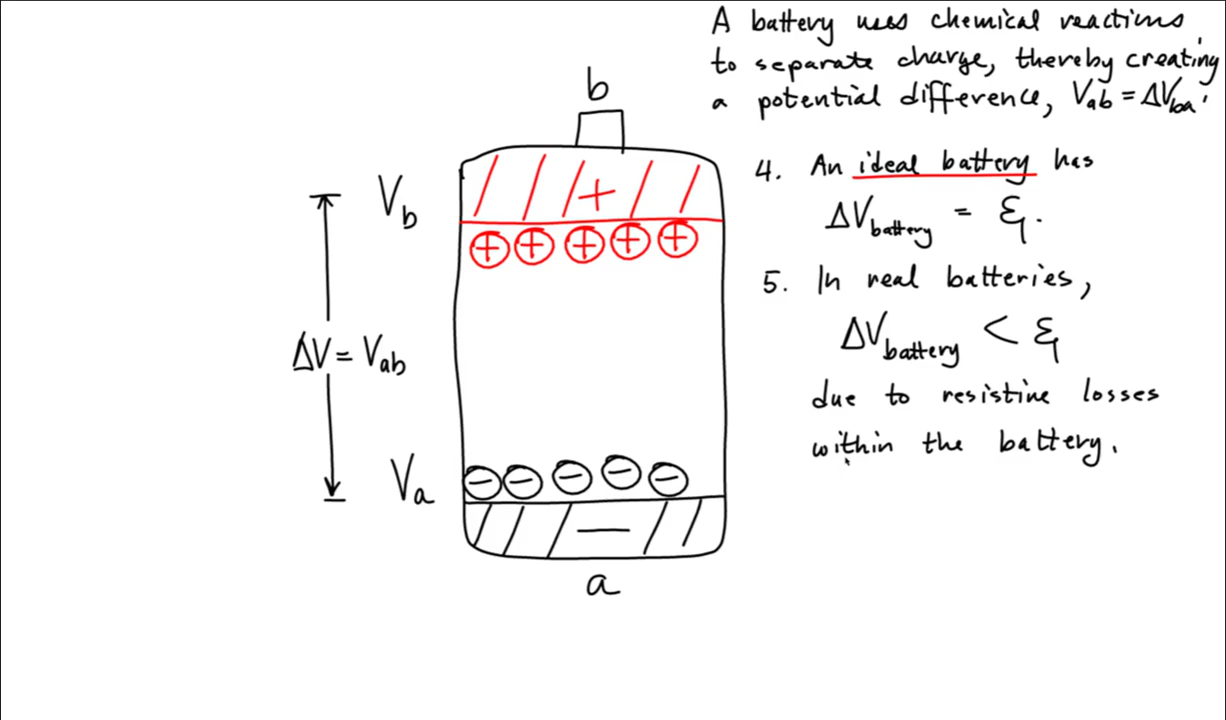 A battery uses chemical reactions
to separate charge, thereby creating
a potential difference, Vab = ΔVba.
b
4. An ideal battery has
ΔVbattery = ℰ.
Vb
+
+ + + + +
5. In real batteries,
ΔVbattery < ℰ
ΔV = Vab
due to resistive losses
within the battery.
Va
− − − − −
−
a